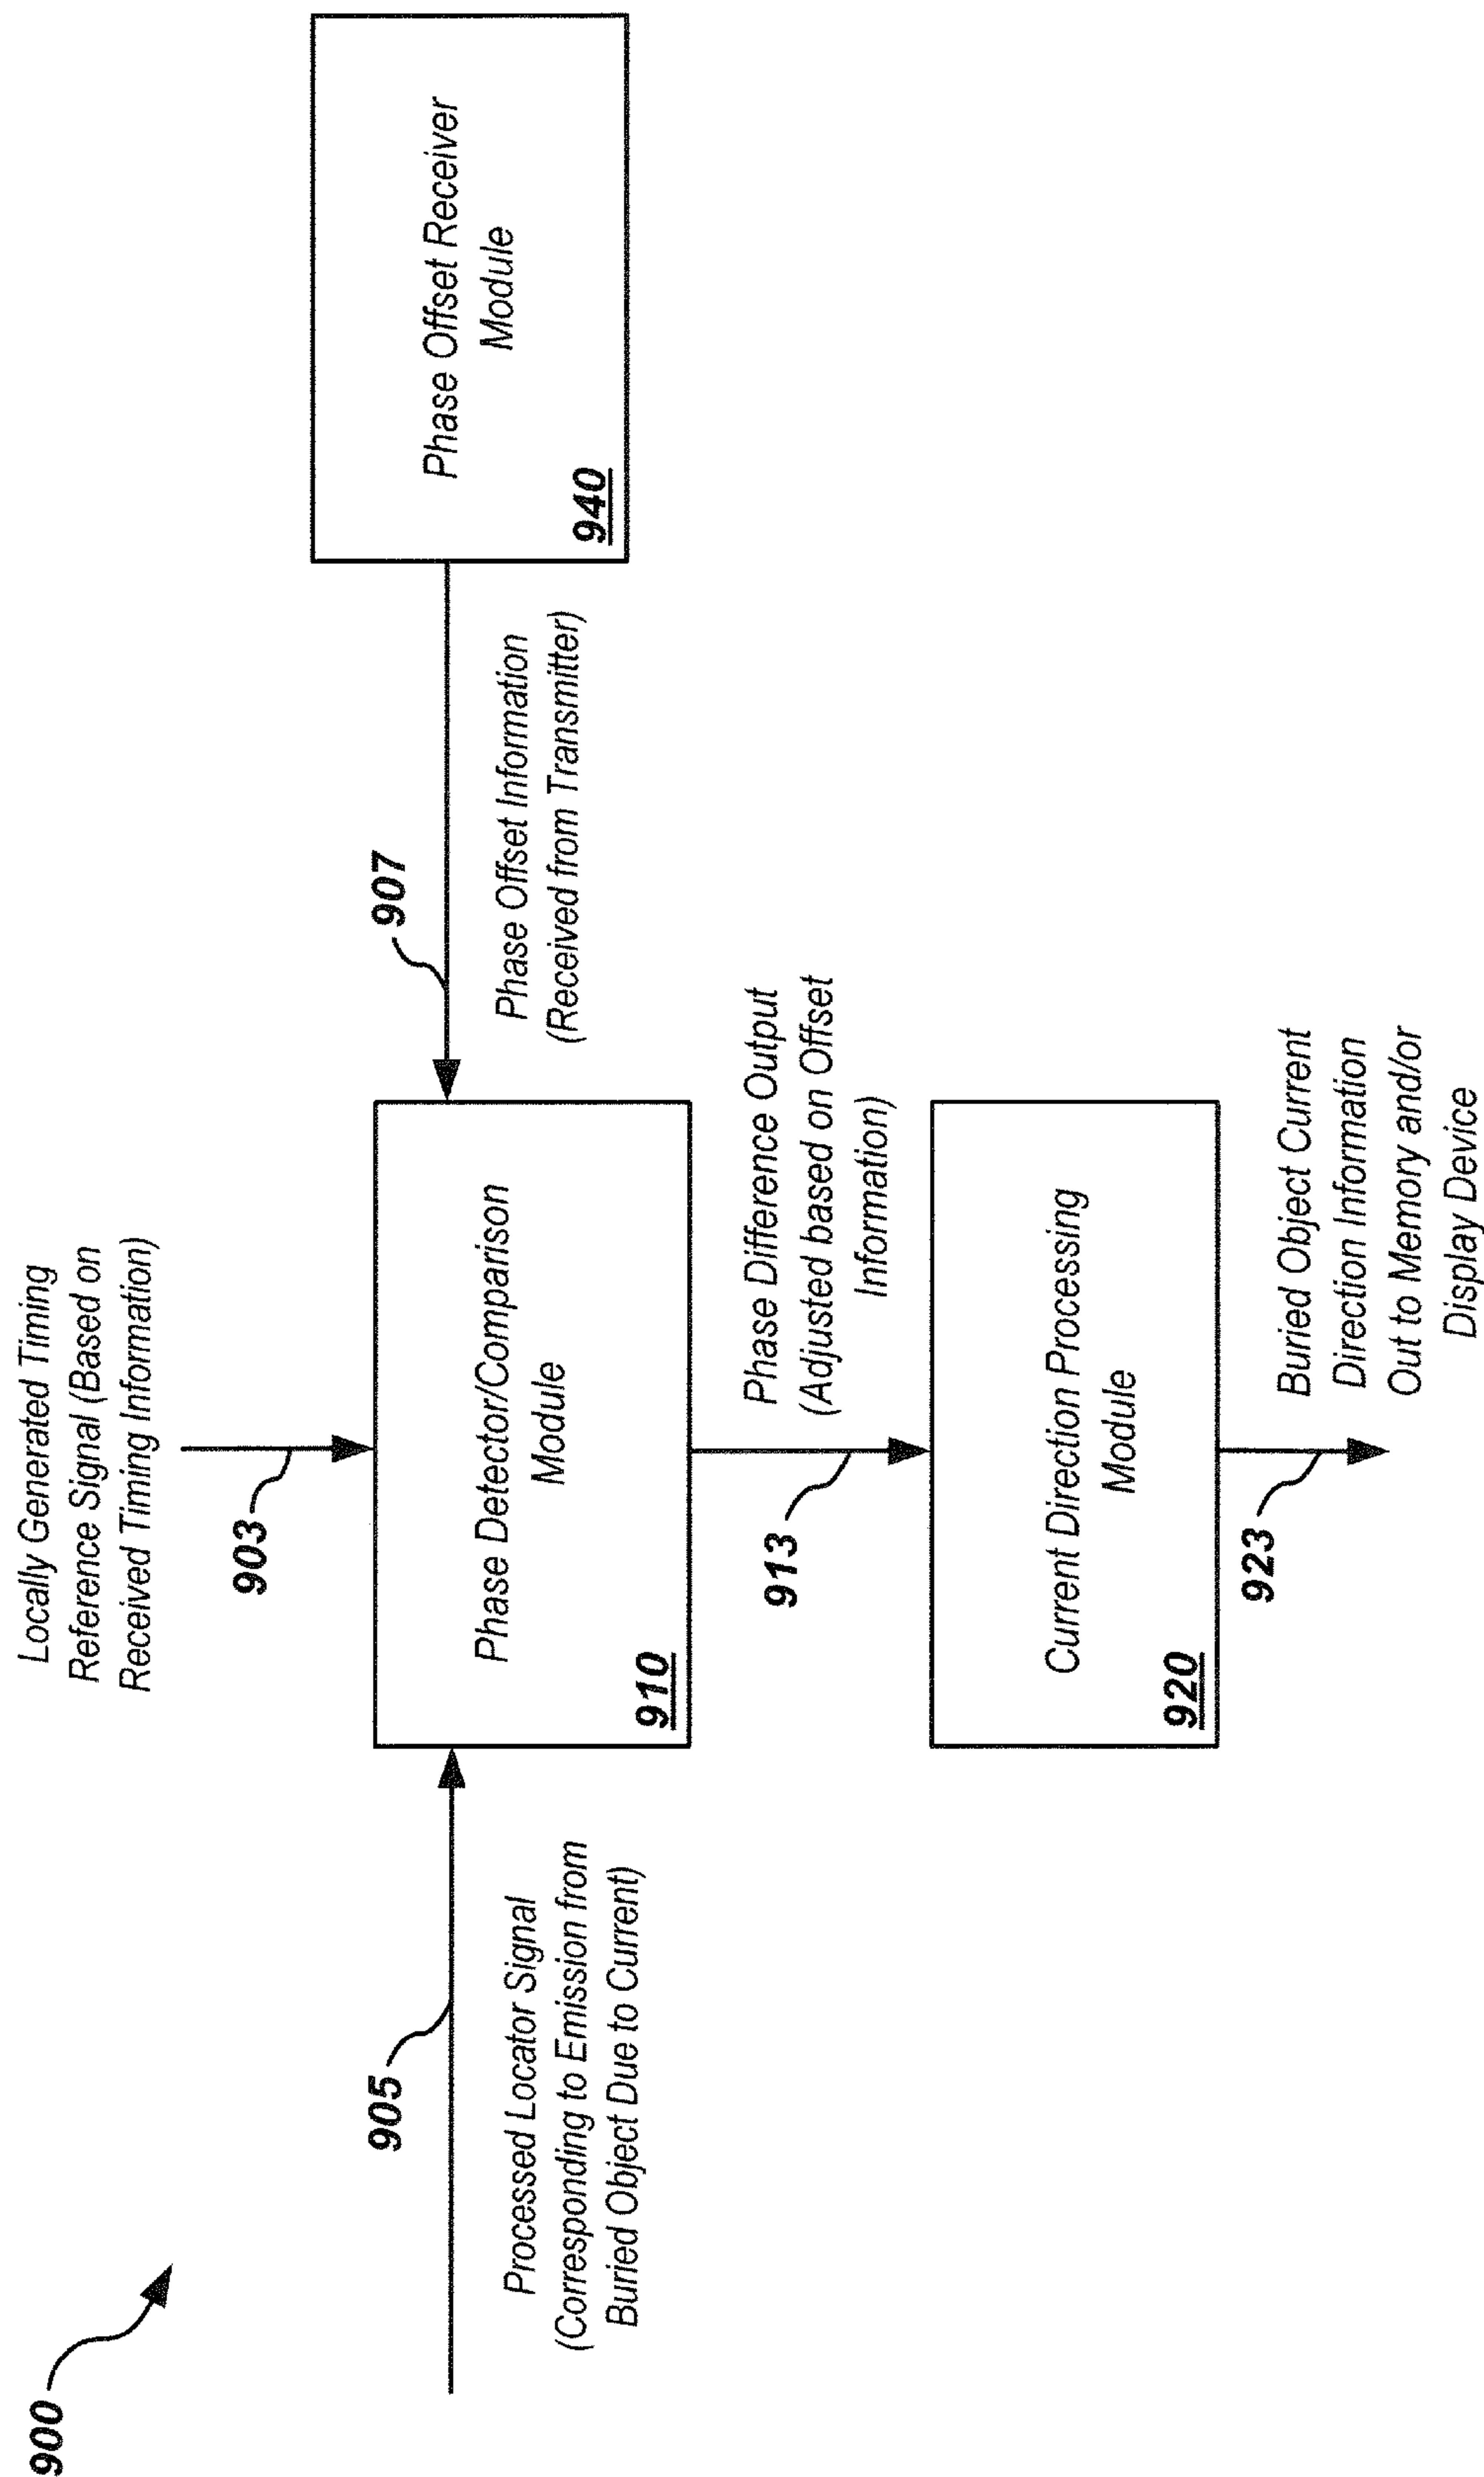 900
Locally Generated Timing
Reference Signal (Based on
Received Timing Information)
903
905
Processed Locator Signal
(Corresponding to Emission from
Buried Object Due to Current)
Phase Detector/Comparison
Module
910
907
Phase Offset Information
(Received from Transmitter)
Phase Offset Receiver
Module
940
913
Phase Difference Output
(Adjusted based on Offset
Information)
Current Direction Processing
Module
920
923
Buried Object Current
Direction Information
Out to Memory and/or
Display Device